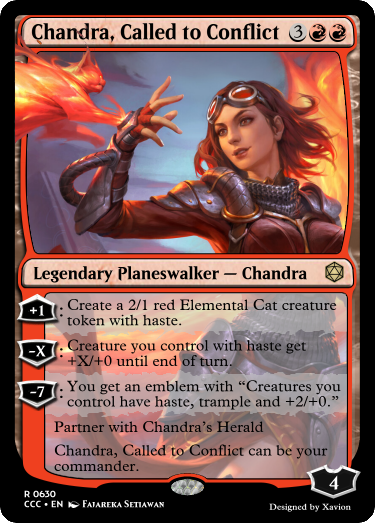 Chandra, Called to Conflict 3
Legendary Planeswalker — Chandra
+1: Create a 2/1 red Elemental Cat creature
token with haste.
-X: Creature you control with haste get
+X/+0 until end of turn.
-7: You get an emblem with “Creatures you
control have haste, trample and +2/+0.”
Partner with Chandra’s Herald
Chandra, Called to Conflict can be your
commander.
4
R 0630
CCC • EN Fajareka Setiawan
Designed by Xavion